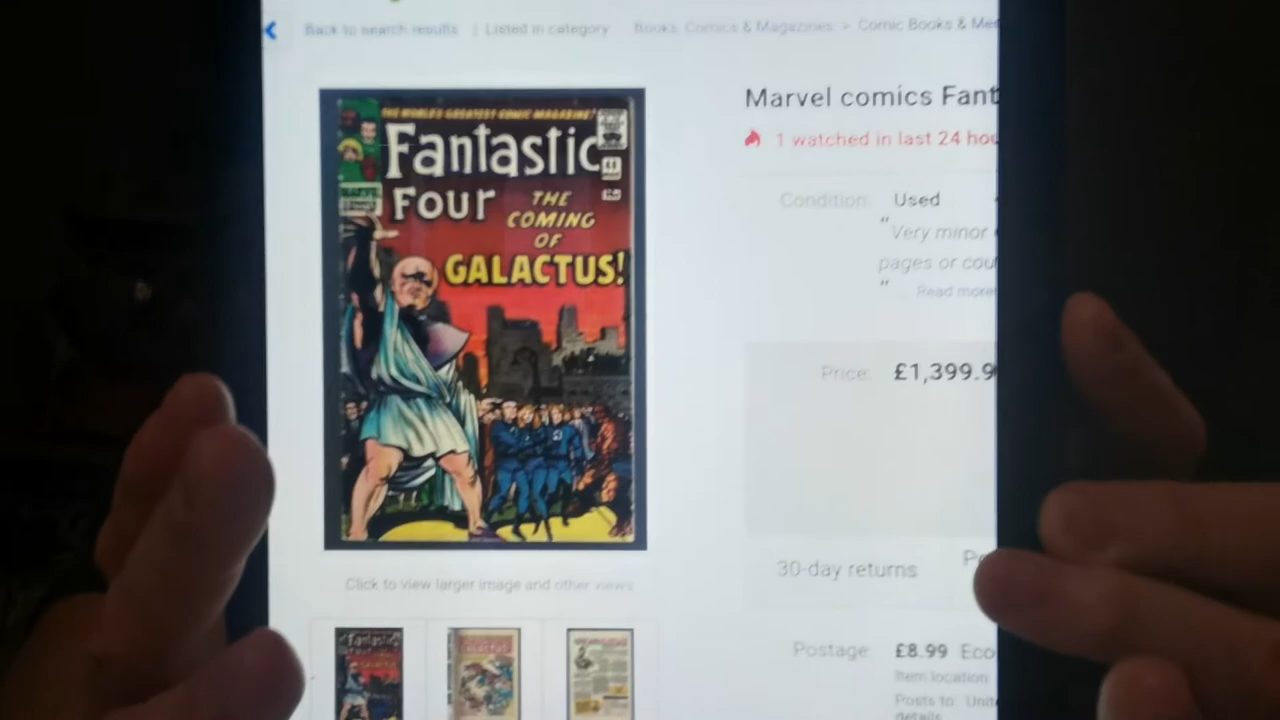 Back to search results | Listed in category
Books, Comics & Magazines > Comic Books & Me
THE WORLD'S GREATEST COMIC MAGAZINE!
Fantastic
Four
THE
COMING
OF
GALACTUS!
Click to view larger image and other views
Marvel comics Fant
1 watched in last 24 hou
Condition: Used
"Very minor
pages or cou
"
Read more
Price: £1,399.9
30-day returns
Postage: £8.99 Eco
Item location
Posts to: Unit
details